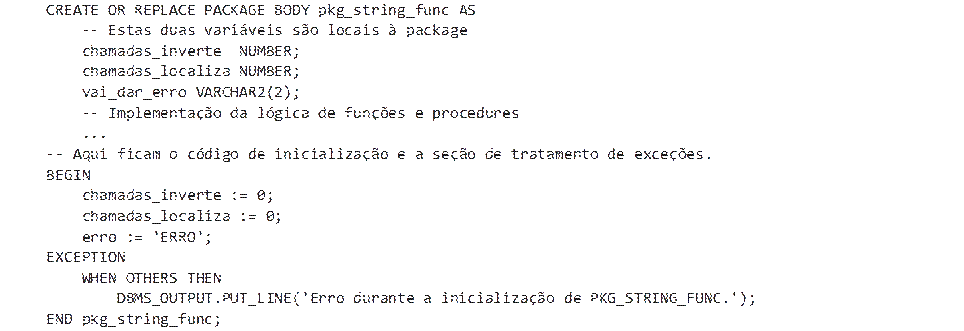 CREATE OR REPLACE PACKAGE BODY pkg_string_func AS
-- Estas duas variáveis são locais à package
chamadas_inverte  NUMBER;
chamadas_localiza NUMBER;
vai_dar_erro VARCHAR2(2);
-- Implementação da lógica de funções e procedures
...
-- Aqui ficam o código de inicialização e a seção de tratamento de exceções.
BEGIN
chamadas_inverte := 0;
chamadas_localiza := 0;
erro := 'ERRO';
EXCEPTION
WHEN OTHERS THEN
DBMS_OUTPUT.PUT_LINE('Erro durante a inicialização de PKG_STRING_FUNC.');
END pkg_string_func;